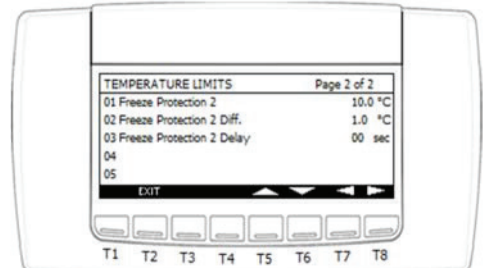 TEMPERATURE LIMITS Page 2 of 2
01 Freeze Protection 2 10.0 °C
02 Freeze Protection 2 Diff. 1.0 °C
03 Freeze Protection 2 Delay 00 sec
04
05
EXIT
T1 T2 T3 T4 T5 T6 T7 T8